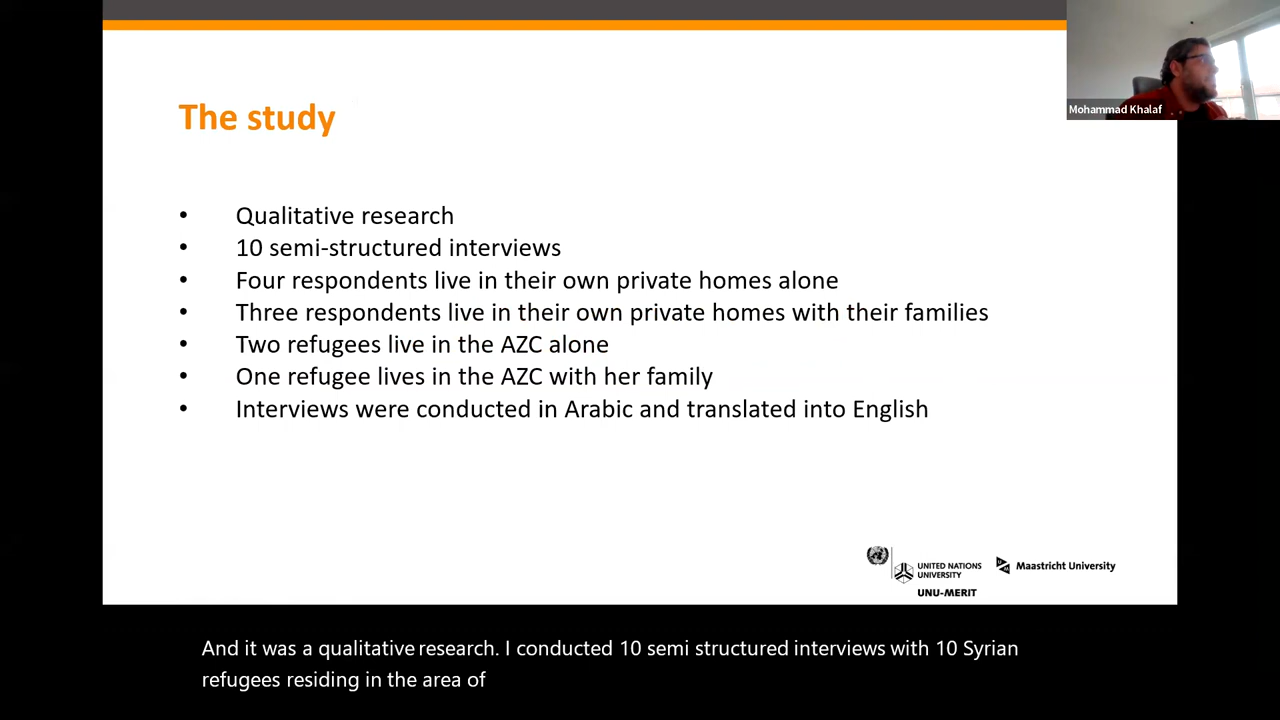 Mohammad Khalaf
The study
• Qualitative research
• 10 semi-structured interviews
• Four respondents live in their own private homes alone
• Three respondents live in their own private homes with their families
• Two refugees live in the AZC alone
• One refugee lives in the AZC with her family
• Interviews were conducted in Arabic and translated into English
UNITED NATIONS
UNIVERSITY
UNU-MERIT
Maastricht University
And it was a qualitative research. I conducted 10 semi structured interviews with 10 Syrian
refugees residing in the area of